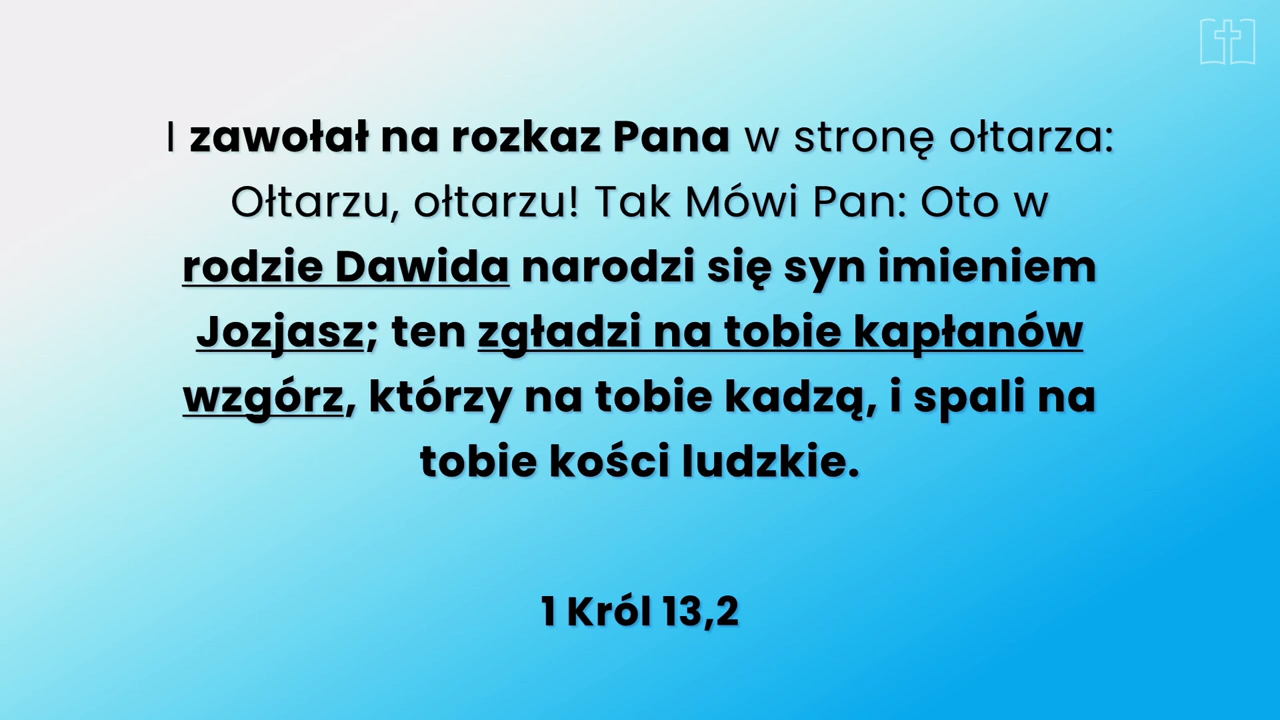 I zawołał na rozkaz Pana w stronę ołtarza:
Ołtarzu, ołtarzu! Tak Mówi Pan: Oto w
rodzie Dawida narodzi się syn imieniem
Jozjasz; ten zgładzi na tobie kapłanów
wzgórz, którzy na tobie kadzą, i spali na
tobie kości ludzkie.
1 Król 13,2